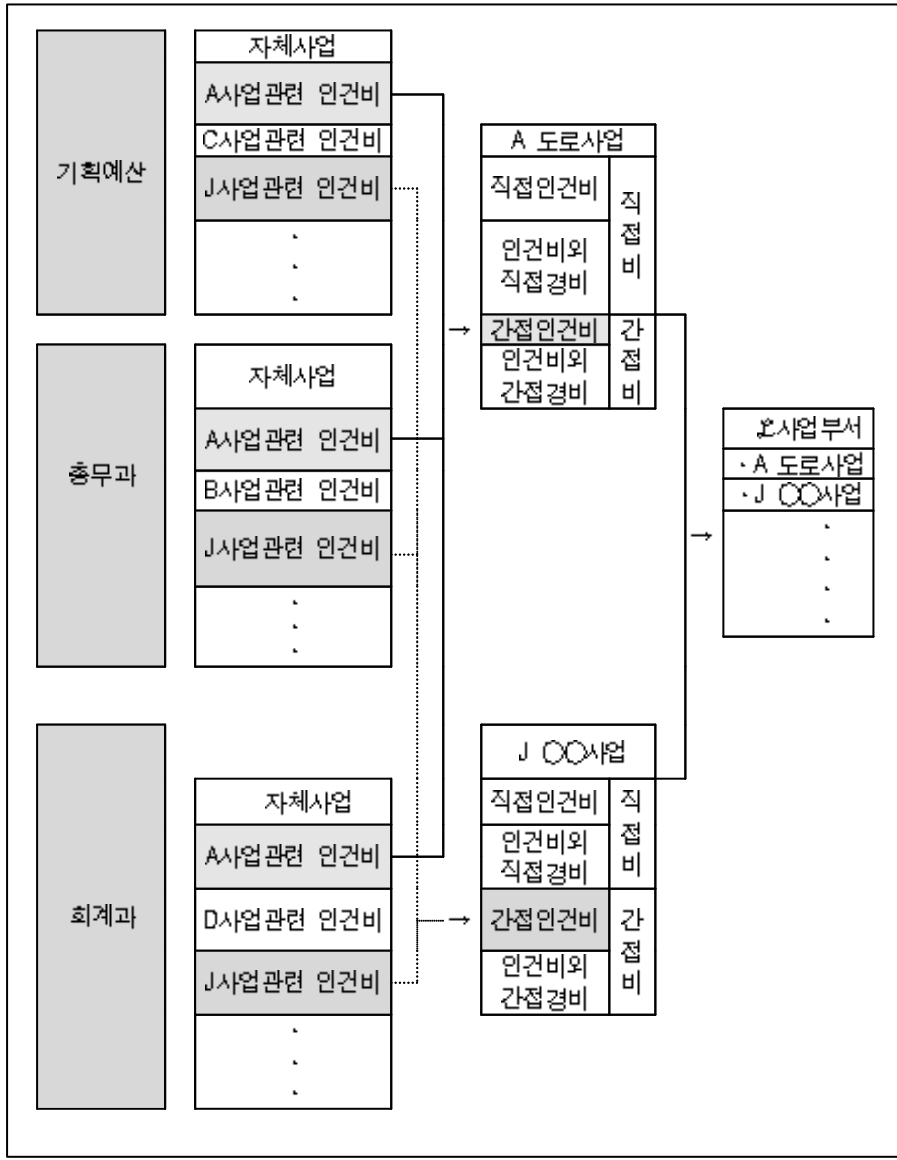 기획예산
자체사업
A사업관련 인건비
C사업관련 인건비
J사업관련 인건비
총무과
자체사업
A사업관련 인건비
B사업관련 인건비
J사업관련 인건비
회계과
자체사업
A사업관련 인건비
D사업관련 인건비
J사업관련 인건비
A 도로사업
직접인건비
인건비외
직접경비
직접비
→
간접인건비
인건비외
간접경비
간접비
J ○○사업
직접인건비
인건비외
직접경비
직접비
→
간접인건비
인건비외
간접경비
간접비
→
사업부서
·A 도로사업
·J ○○사업